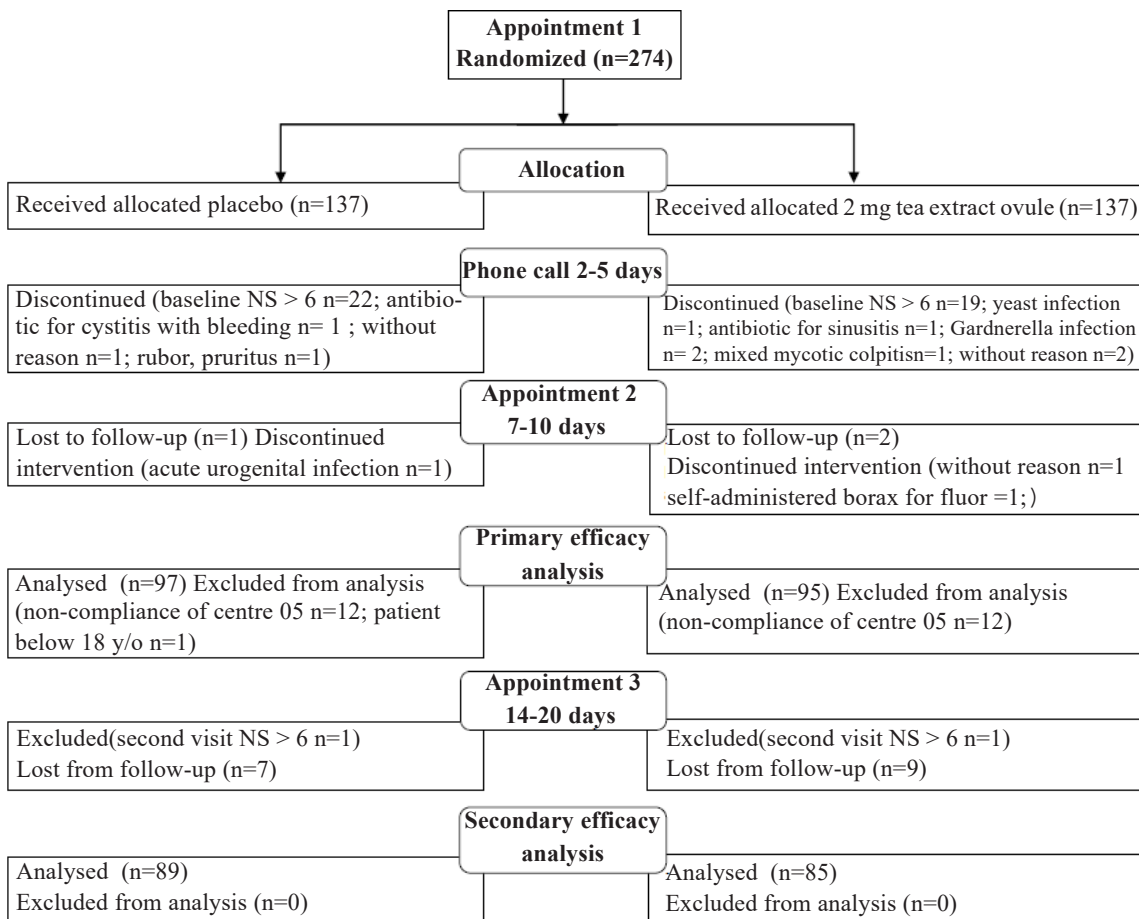 Appointment 1
Randomized (n=274)
Allocation
Received allocated placebo (n=137)
Received allocated 2 mg tea extract ovule (n=137)
Phone call 2-5 days
Discontinued (baseline NS > 6 n=22; antibio-
tic for cystitis with bleeding n= 1 ; without
reason n=1; rubor, pruritus n=1)
Discontinued (baseline NS > 6 n=19; yeast infection
n=1; antibiotic for sinusitis n=1; Gardnerella infection
n= 2; mixed mycotic colpitisn=1; without reason n=2)
Appointment 2
7-10 days
Lost to follow-up (n=1) Discontinued
intervention (acute urogenital infection n=1)
Lost to follow-up (n=2)
Discontinued intervention (without reason n=1
self-administered borax for fluor =1;)
Primary efficacy
analysis
Analysed (n=97) Excluded from analysis
(non-compliance of centre 05 n=12; patient
below 18 y/o n=1)
Analysed (n=95) Excluded from analysis
(non-compliance of centre 05 n=12)
Appointment 3
14-20 days
Excluded(second visit NS > 6 n=1)
Lost from follow-up (n=7)
Excluded(second visit NS > 6 n=1)
Lost from follow-up (n=9)
Secondary efficacy
analysis
Analysed (n=89)
Excluded from analysis (n=0)
Analysed (n=85)
Excluded from analysis (n=0)